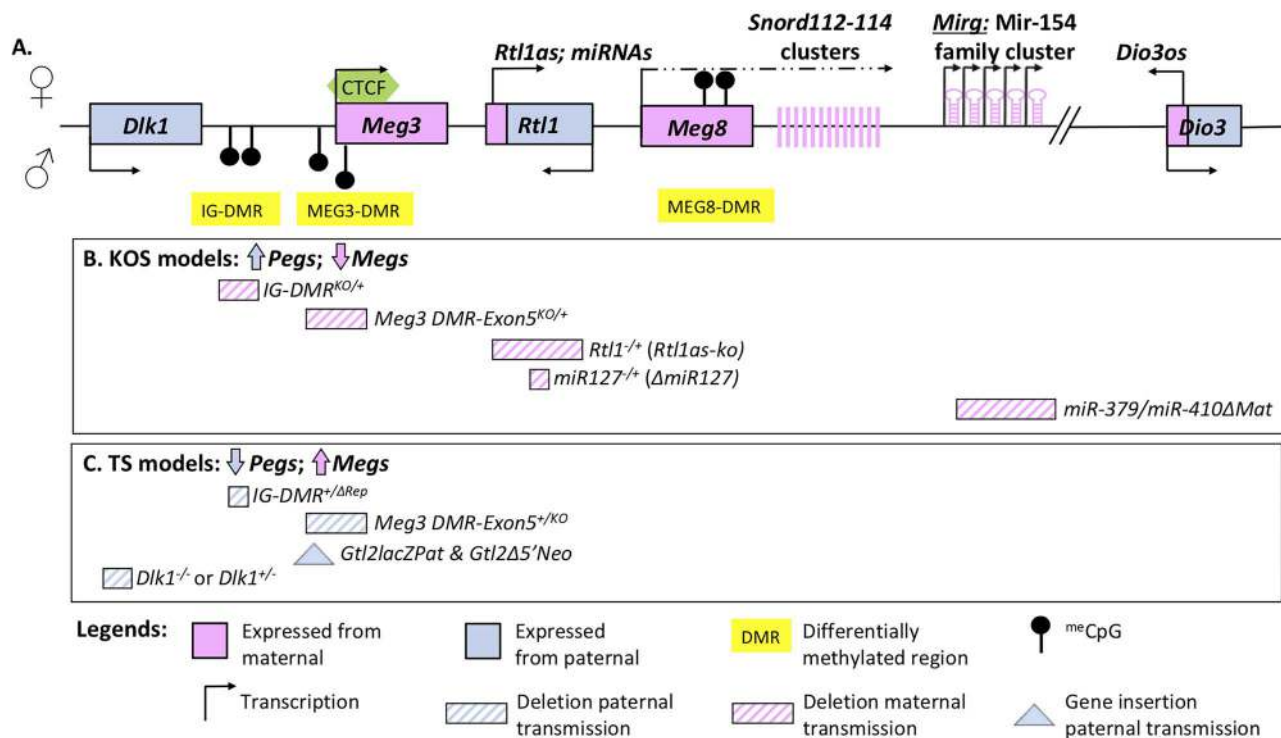 A.
♀
♂
Rtl1as; miRNAs
Snord112-114
clusters
Mirg: Mir-154
family cluster
Dio3os
CTCF
Dlk1
Meg3
Rtl1
Meg8
Dio3
IG-DMR
MEG3-DMR
MEG8-DMR
B. KOS models: Pegs; Megs
IG-DMR^KO/+
Meg3 DMR-Exon5^KO/+
Rtl1^-/+ (Rtl1as-ko)
miR127^-/+ (ΔmiR127)
miR-379/miR-410ΔMat
C. TS models: Pegs; Megs
IG-DMR^+/ΔRep
Meg3 DMR-Exon5^+/KO
Gtl2lacZPat & Gtl2Δ5'Neo
Dlk1^-/- or Dlk1^+/-
Legends:
Expressed from
maternal
Expressed
from paternal
DMR
Differentially
methylated region
^meCpG
Transcription
Deletion paternal
transmission
Deletion maternal
transmission
Gene insertion
paternal transmission